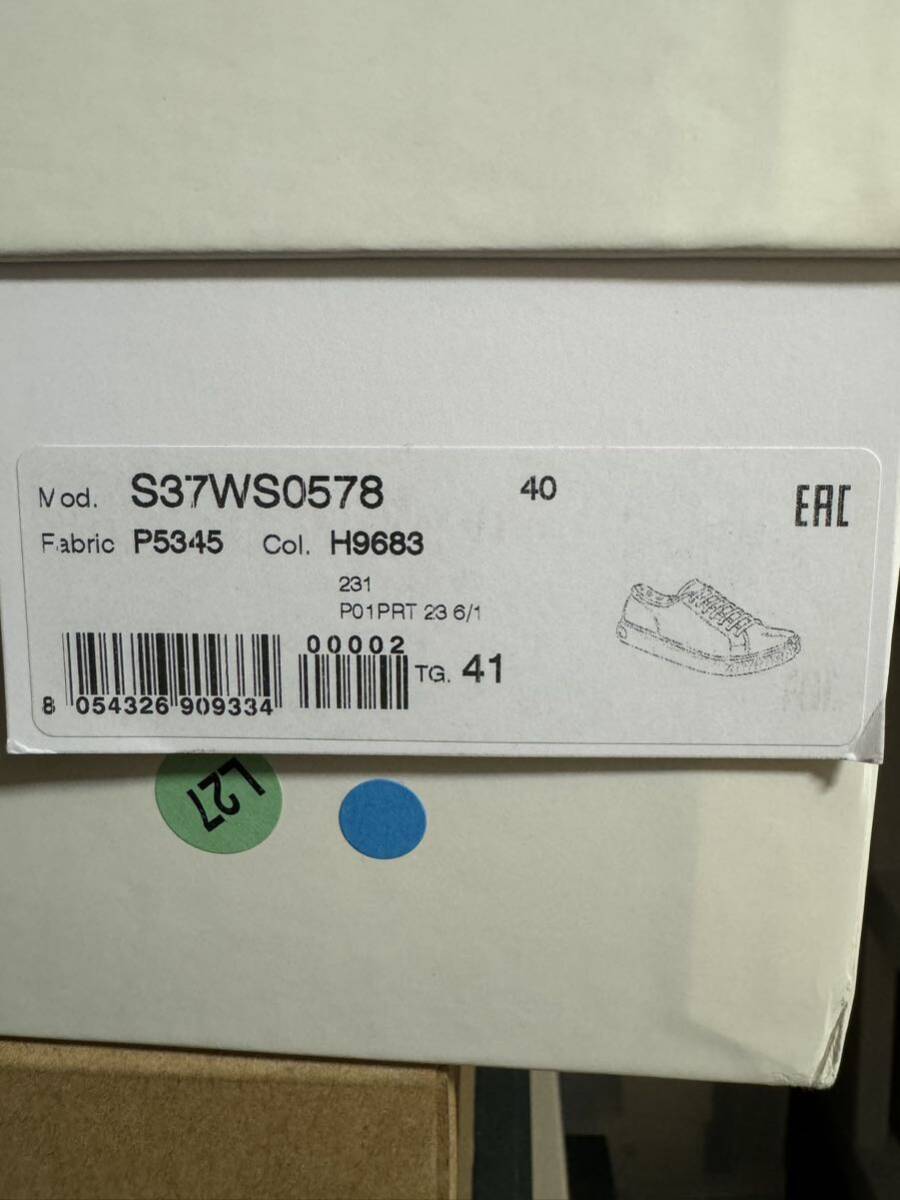 Mod. S37WS0578 40 EAC
Fabric P5345 Col. H9683
231
P01PRT 23 6/1
00002
TG. 41
8 054326 909334
L27